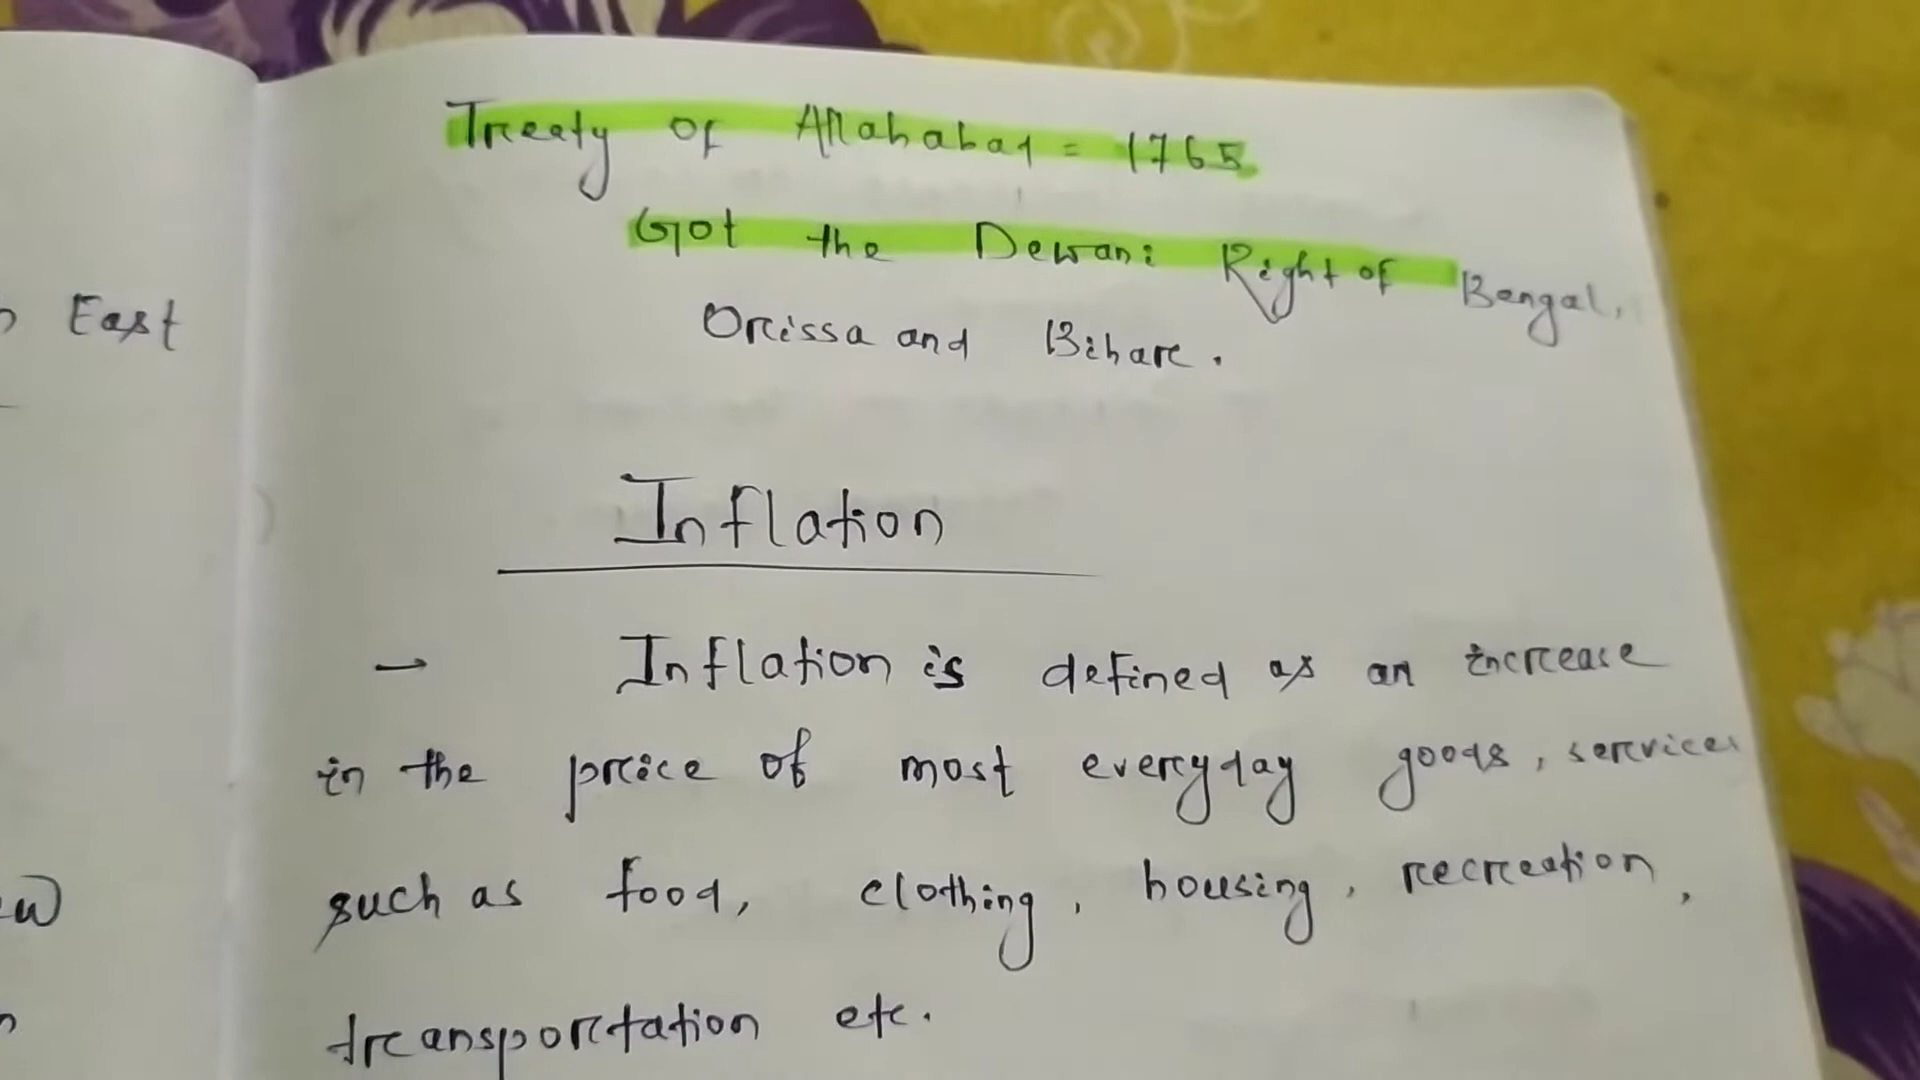 East
Treaty of Allahabad = 1765
Got the Dewani Right of Bengal,
Orissa and Bihar.
Inflation
→ Inflation is defined as an increase
in the price of most everyday goods, services
such as food, clothing, housing, recreation,
transportation etc.